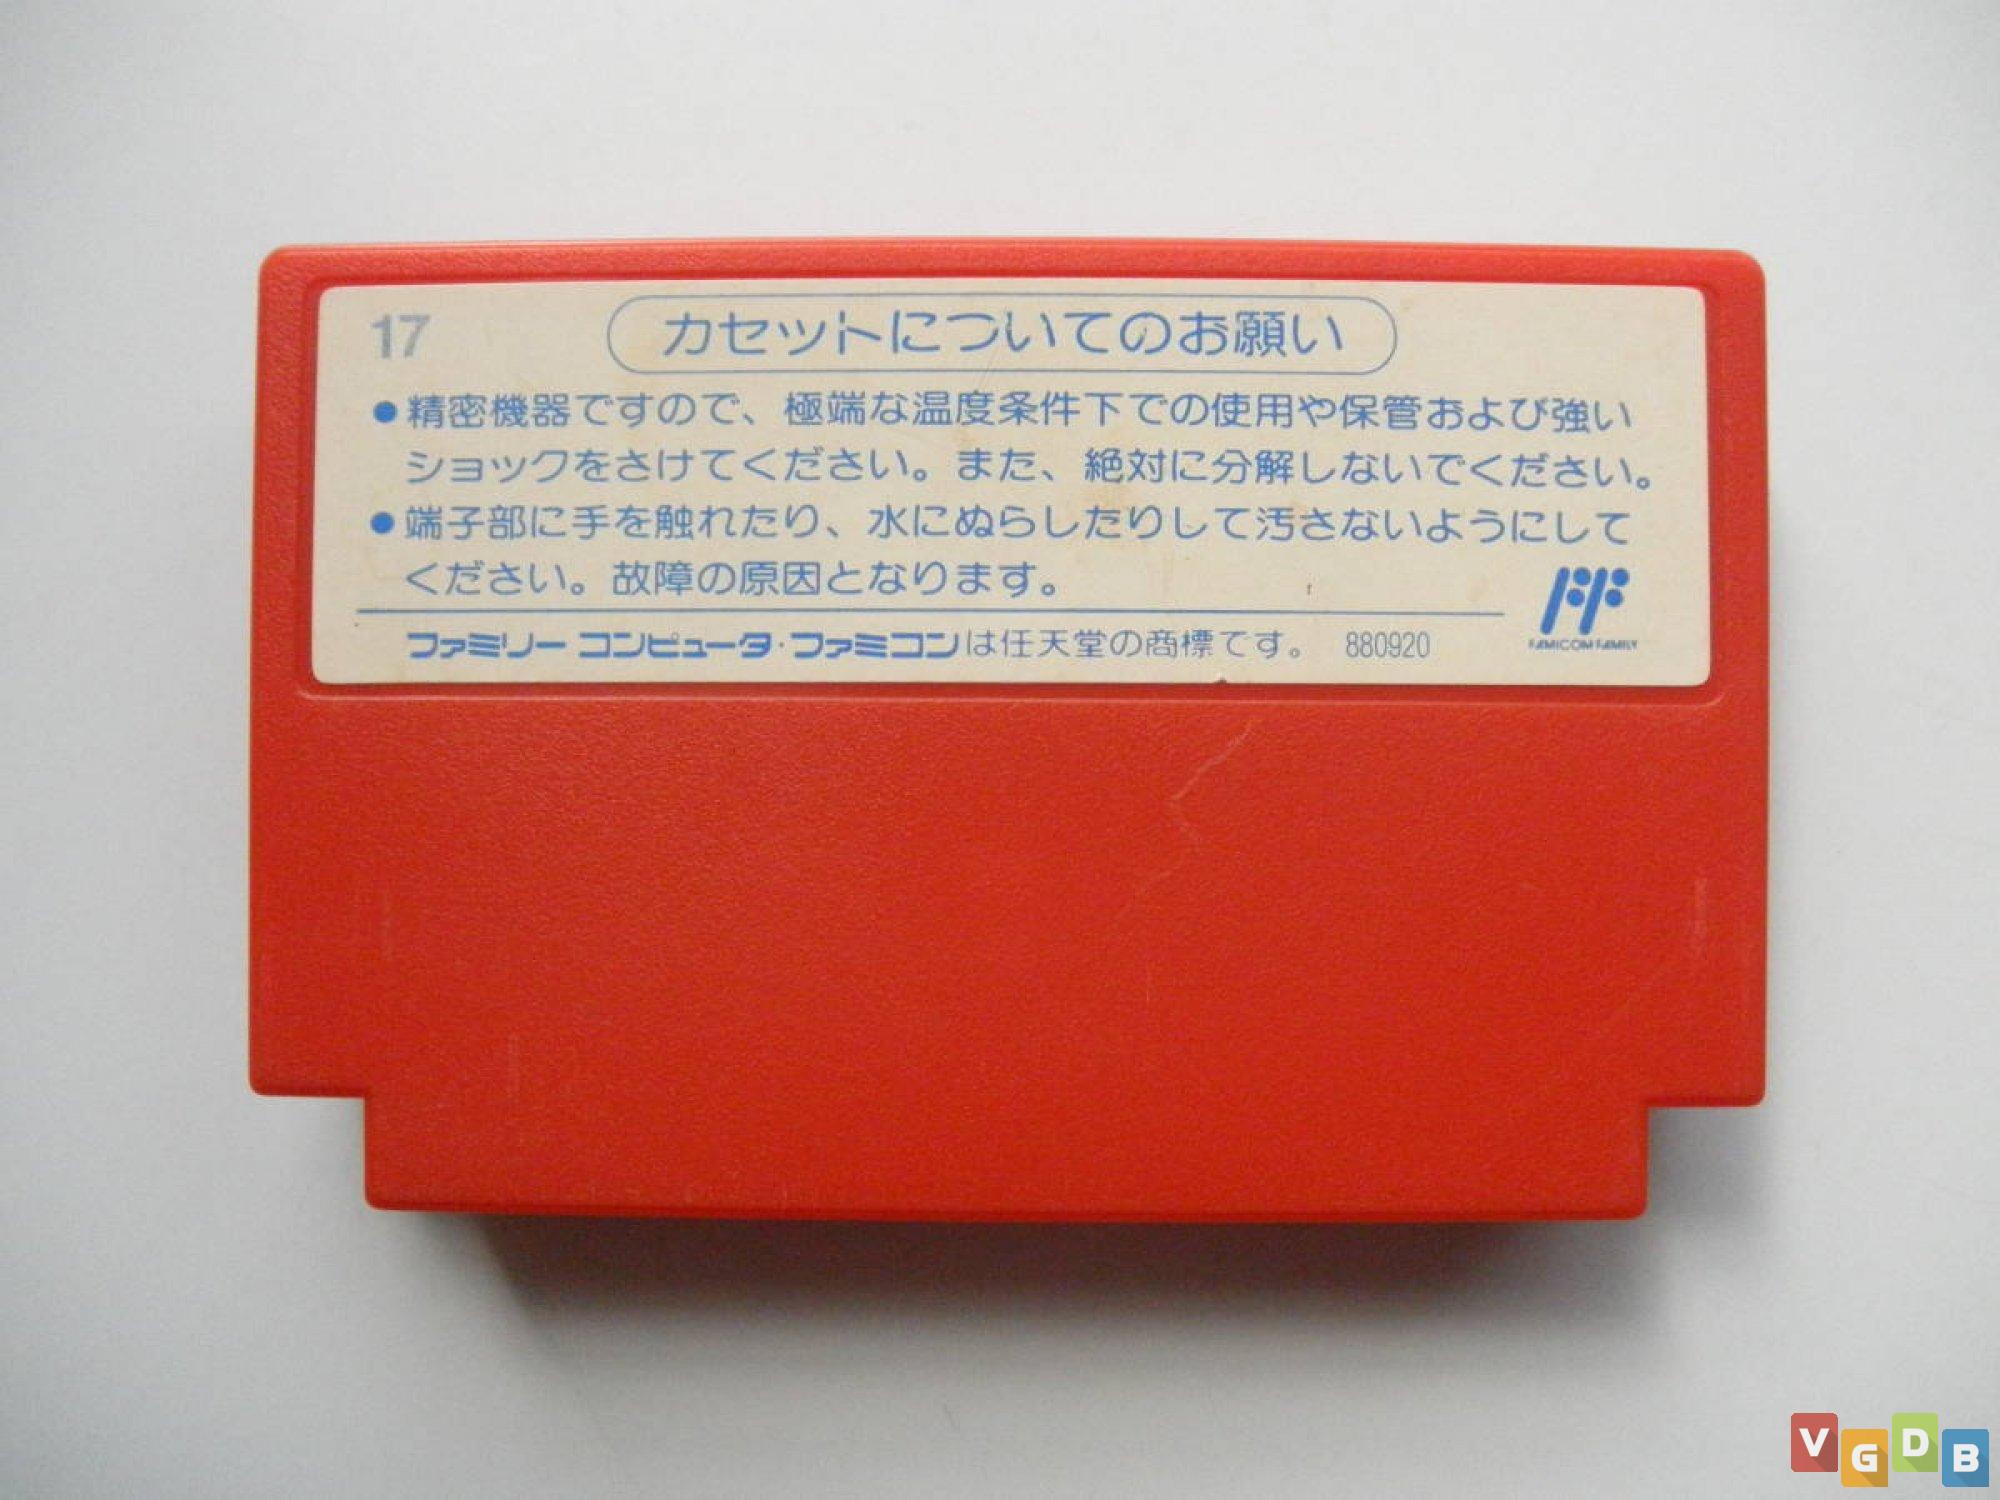 17
カセットについてのお願い
●精密機器ですので、極端な温度条件下での使用や保管および強い
ショックをさけてください。また、絶対に分解しないでください。
●端子部に手を触れたり、水にぬらしたりして汚さないようにして
ください。故障の原因となります。
FAMICOM FAMILY
ファミリーコンピュータ・ファミコンは任天堂の商標です。 880920
VGDB